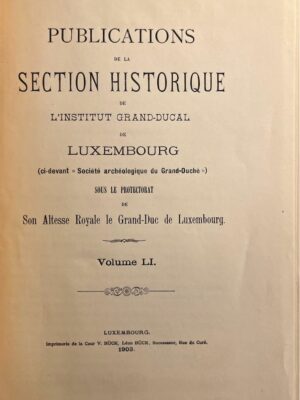 PUBLICATIONS
DE LA
SECTION HISTORIQUE
DE
L'INSTITUT GRAND-DUCAL
DE
LUXEMBOURG
(ci-devant « Société archéologique du Grand-Duché »)
SOUS LE PROTECTORAT
DE
Son Altesse Royale le Grand-Duc de Luxembourg.
Volume LI.
LUXEMBOURG.
Imprimerie de la Cour V. BÜCK, Léon BÜCK, Successeur, Rue du Curé.
1903.